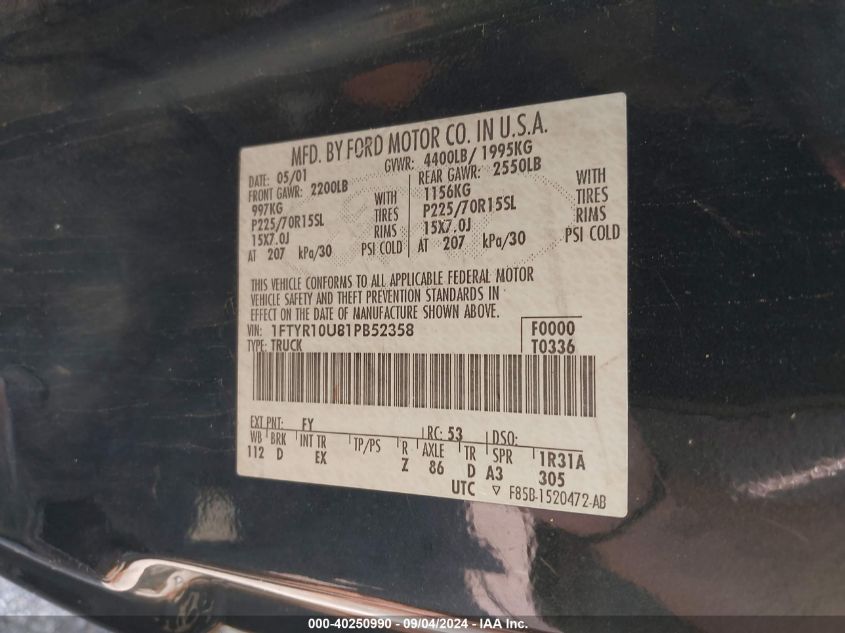 MFD. BY FORD MOTOR CO. IN U.S.A.
DATE: 05/01 GVWR: 4400LB/ 1995KG
FRONT GAWR: 2200LB REAR GAWR: 2550LB
997KG WITH 1156KG WITH
P225/70R15SL TIRES P225/70R15SL TIRES
15X7.0J RIMS 15X7.0J RIMS
AT 207 kPa/30 PSI COLD AT 207 kPa/30 PSI COLD
THIS VEHICLE CONFORMS TO ALL APPLICABLE FEDERAL MOTOR
VEHICLE SAFETY AND THEFT PREVENTION STANDARDS IN
EFFECT ON THE DATE OF MANUFACTURE SHOWN ABOVE.
VIN: 1FTYR10U81PB52358 F0000
TYPE: TRUCK T0336
EXT PNT: FY RC: 53 DSO:
WB BRK INT TR TP/PS R AXLE TR SPR 1R31A
112 D EX Z 86 D A3 305
UTC ▽ F85B-1520472-AB
000-40250990 - 09/04/2024 - IAA Inc.